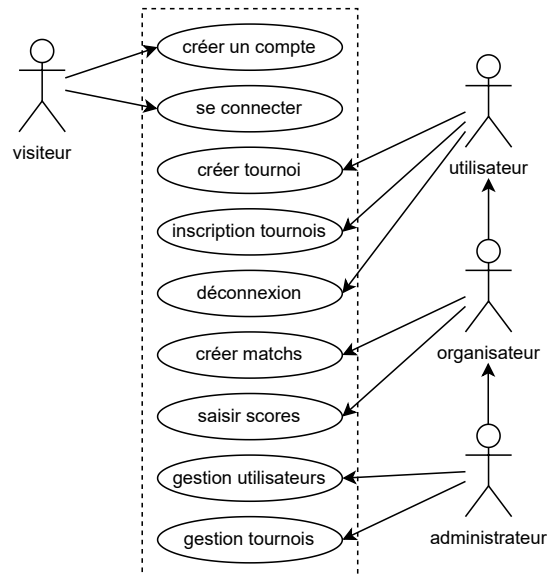 créer un compte
se connecter
visiteur
créer tournoi
utilisateur
inscription tournois
déconnexion
créer matchs
organisateur
saisir scores
gestion utilisateurs
gestion tournois
administrateur